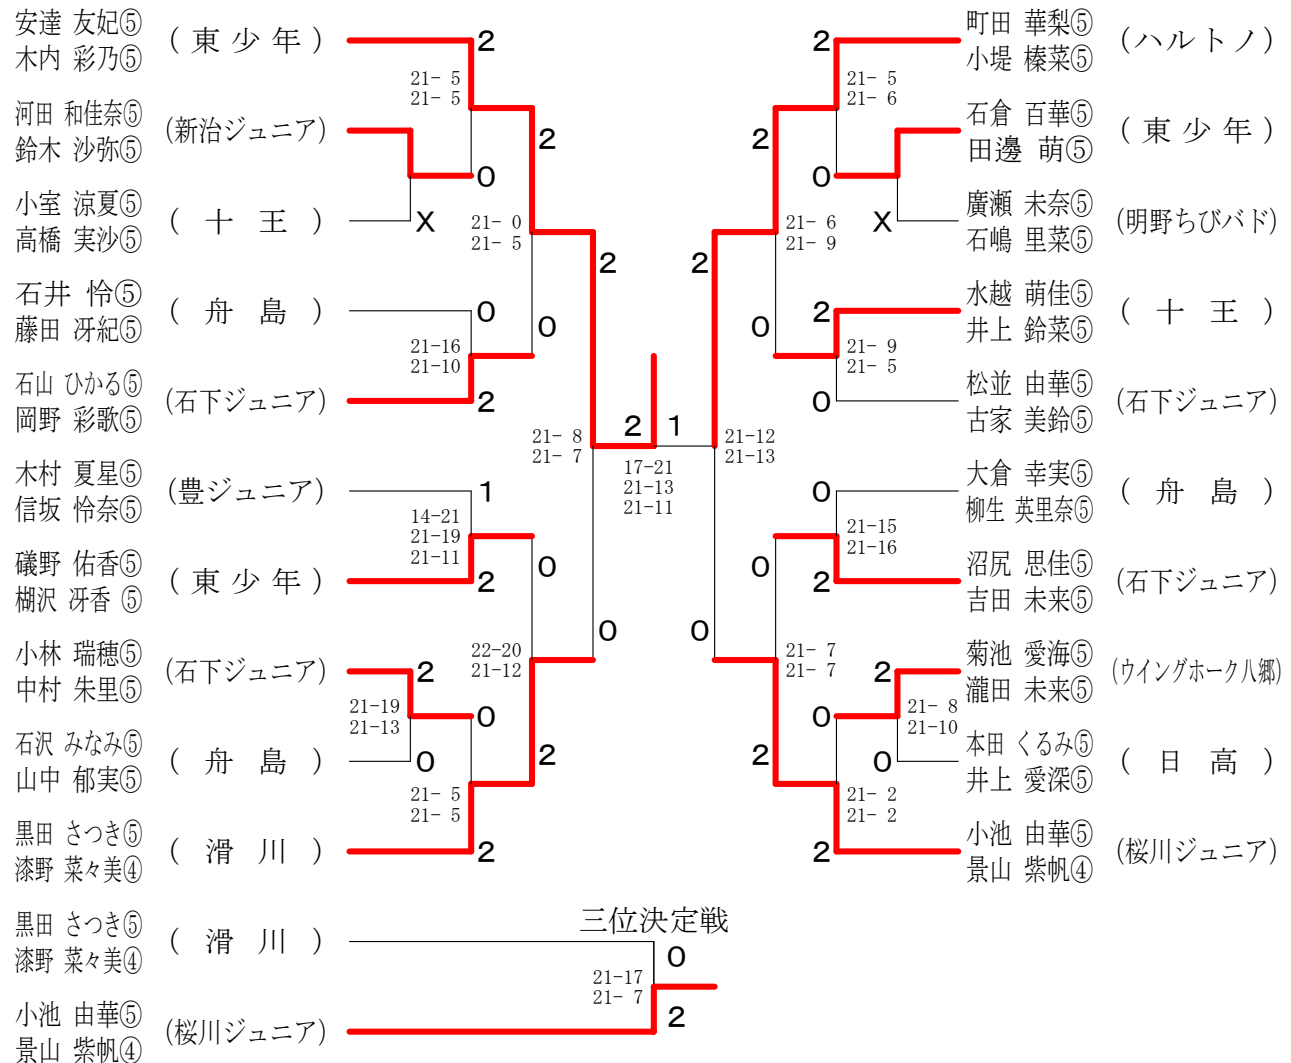 安達 友妃⑤
木内 彩乃⑤
(東少年)
2
21- 5
21- 5
河田 和佳奈⑤
鈴木 沙弥⑤
(新治ジュニア)
0
小室 涼夏⑤
高橋 実沙⑤
(十王)
X
2
21- 0
21- 5
石井 怜⑤
藤田 冴紀⑤
(舟島)
0
0
21-16
21-10
石山 ひかる⑤
岡野 彩歌⑤
(石下ジュニア)
2
2
21- 8
21- 7
木村 夏星⑤
信坂 怜奈⑤
(豊ジュニア)
1
14-21
21-19
21-11
礒野 佑香⑤
楜沢 冴香 ⑤
(東少年)
2
0
0
22-20
21-12
小林 瑞穂⑤
中村 朱里⑤
(石下ジュニア)
2
21-19
21-13
0
石沢 みなみ⑤
山中 郁実⑤
(舟島)
0
2
21- 5
21- 5
黒田 さつき⑤
漆野 菜々美④
(滑川)
2
2
1
17-21
21-13
21-11
町田 華梨⑤
小堤 榛菜⑤
(ハルトノ)
2
21- 5
21- 6
石倉 百華⑤
田邊 萌⑤
(東少年)
2
0
廣瀬 未奈⑤
石嶋 里菜⑤
(明野ちびバド)
X
21- 6
21- 9
2
水越 萌佳⑤
井上 鈴菜⑤
(十王)
2
0
21- 9
21- 5
松並 由華⑤
古家 美鈴⑤
(石下ジュニア)
0
21-12
21-13
大倉 幸実⑤
柳生 英里奈⑤
(舟島)
0
21-15
21-16
沼尻 思佳⑤
吉田 未来⑤
(石下ジュニア)
2
0
0
21- 7
21- 7
菊池 愛海⑤
瀧田 未来⑤
(ウイングホーク八郷)
2
21- 8
21-10
0
本田 くるみ⑤
井上 愛深⑤
(日高)
0
2
21- 2
21- 2
小池 由華⑤
景山 紫帆④
(桜川ジュニア)
2
三位決定戦
黒田 さつき⑤
漆野 菜々美④
(滑川)
0
21-17
21- 7
小池 由華⑤
景山 紫帆④
(桜川ジュニア)
2